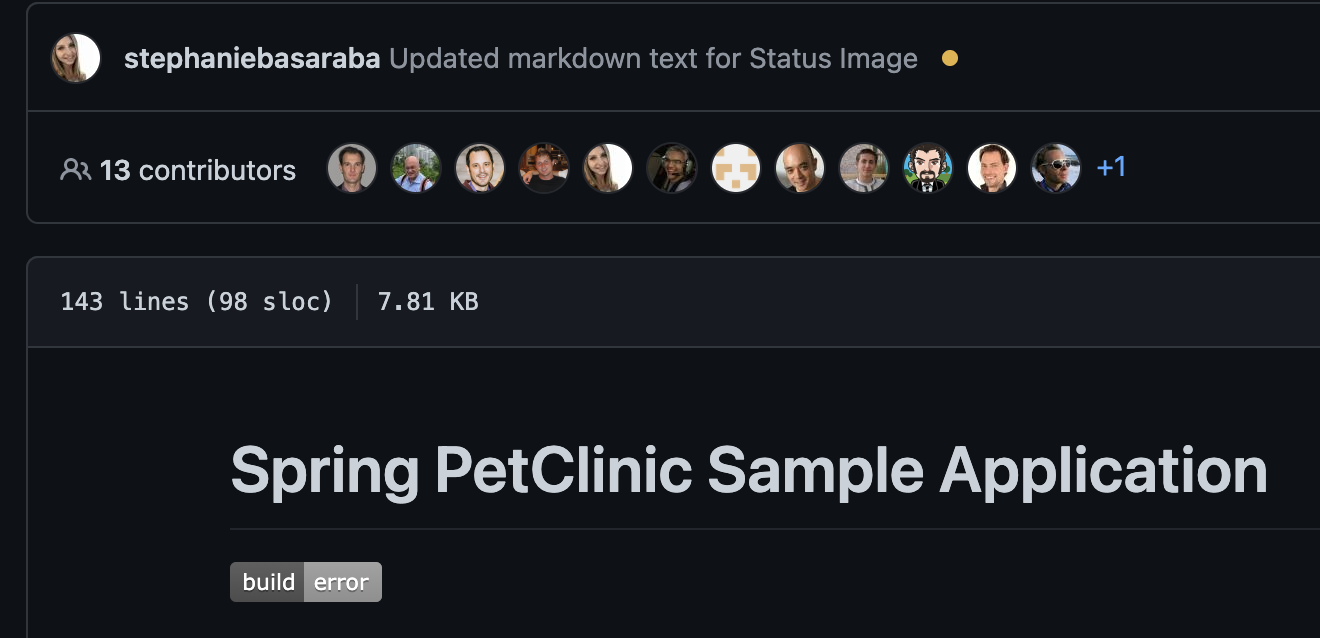 stephaniebasaraba Updated markdown text for Status Image
13 contributors +1
143 lines (98 sloc) 7.81 KB
Spring PetClinic Sample Application
build error